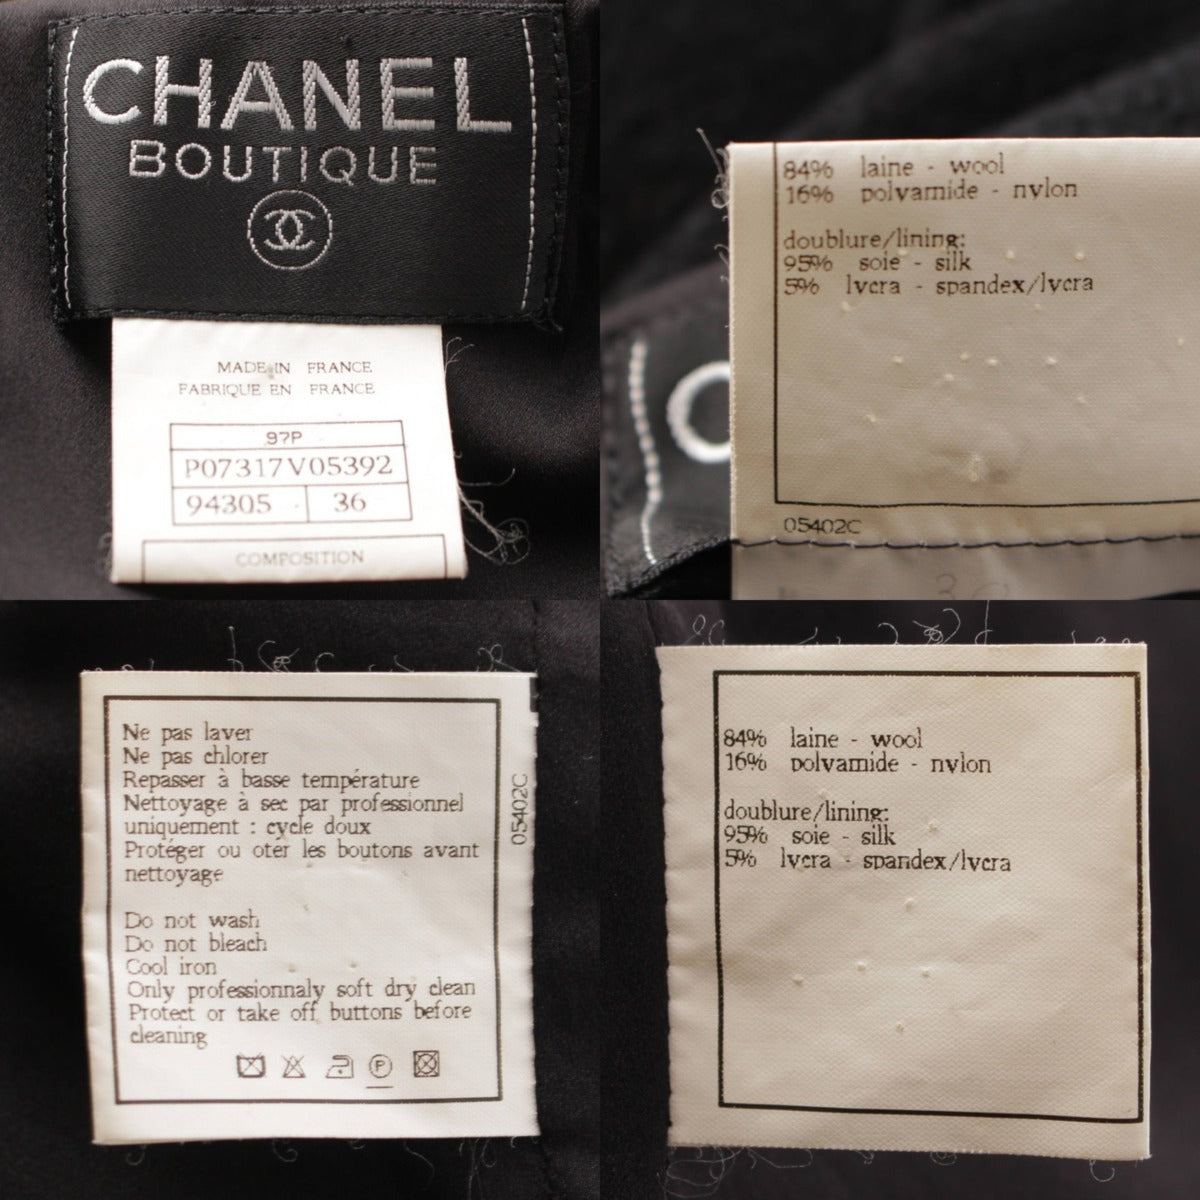 CHANEL
BOUTIQUE
MADE IN FRANCE
FABRIQUE EN FRANCE
97P
P07317V05392
94305 36
COMPOSITION
84% laine - wool
16% polyamide - nylon
doublure/lining:
95% soie - silk
5% lycra - spandex/lycra
05402C
Ne pas laver
Ne pas chlorer
Repasser à basse température
Nettoyage à sec par professionnel
uniquement : cycle doux
Protéger ou oter les boutons avant
nettoyage
Do not wash
Do not bleach
Cool iron
Only professionnaly soft dry clean
Protect or take off buttons before
cleaning
P
05402C
84% laine - wool
16% polyamide - nylon
doublure/lining:
95% soie - silk
5% lycra - spandex/lycra